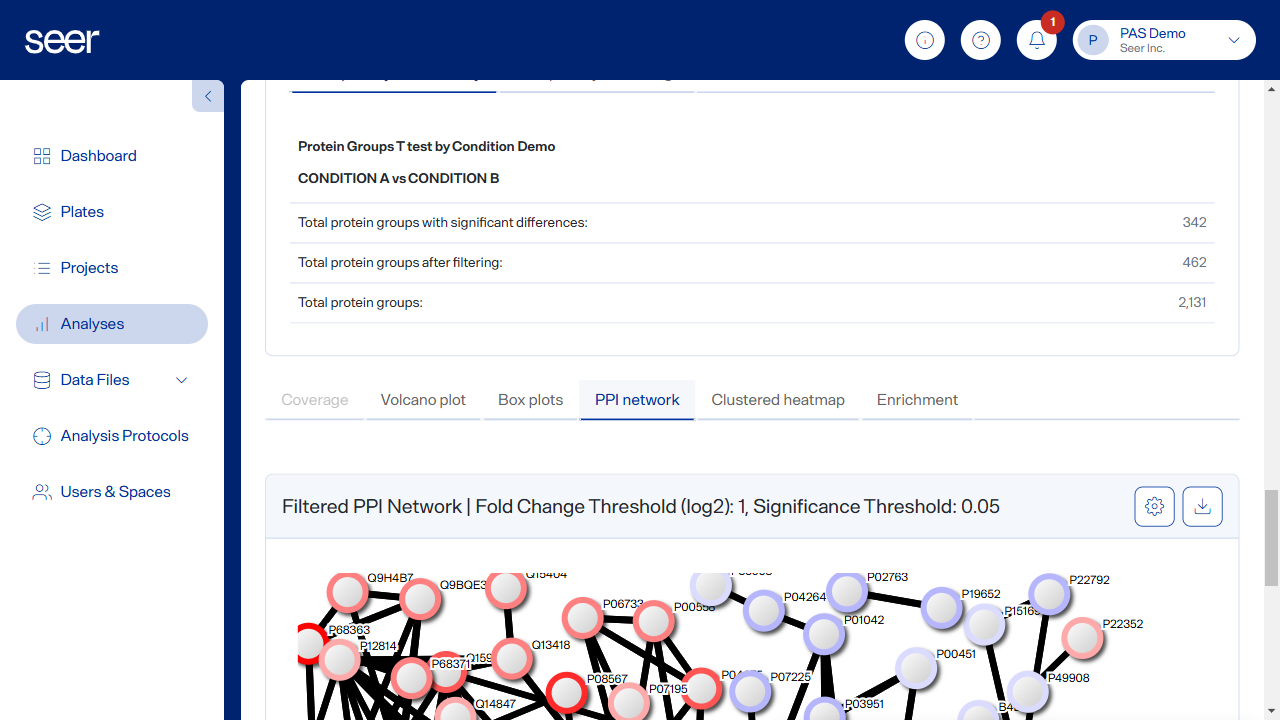 seer
1
P
PAS Demo
Seer Inc.
Dashboard
Plates
Projects
Analyses
Data Files
Analysis Protocols
Users & Spaces
Protein Groups T test by Condition Demo
CONDITION A vs CONDITION B
Total protein groups with significant differences: 342
Total protein groups after filtering: 462
Total protein groups: 2,131
Coverage Volcano plot Box plots PPI network Clustered heatmap Enrichment
Filtered PPI Network | Fold Change Threshold (log2): 1, Significance Threshold: 0.05
Q9H4B7
Q9BQE3
Q15404
P02763
P22792
P06733
P00558
P04264
P19652
P01042
P22352
P68363
P12814
Q13418
P68371
P00451
P08567
P07195
P07225
P49908
Q14847
P03951